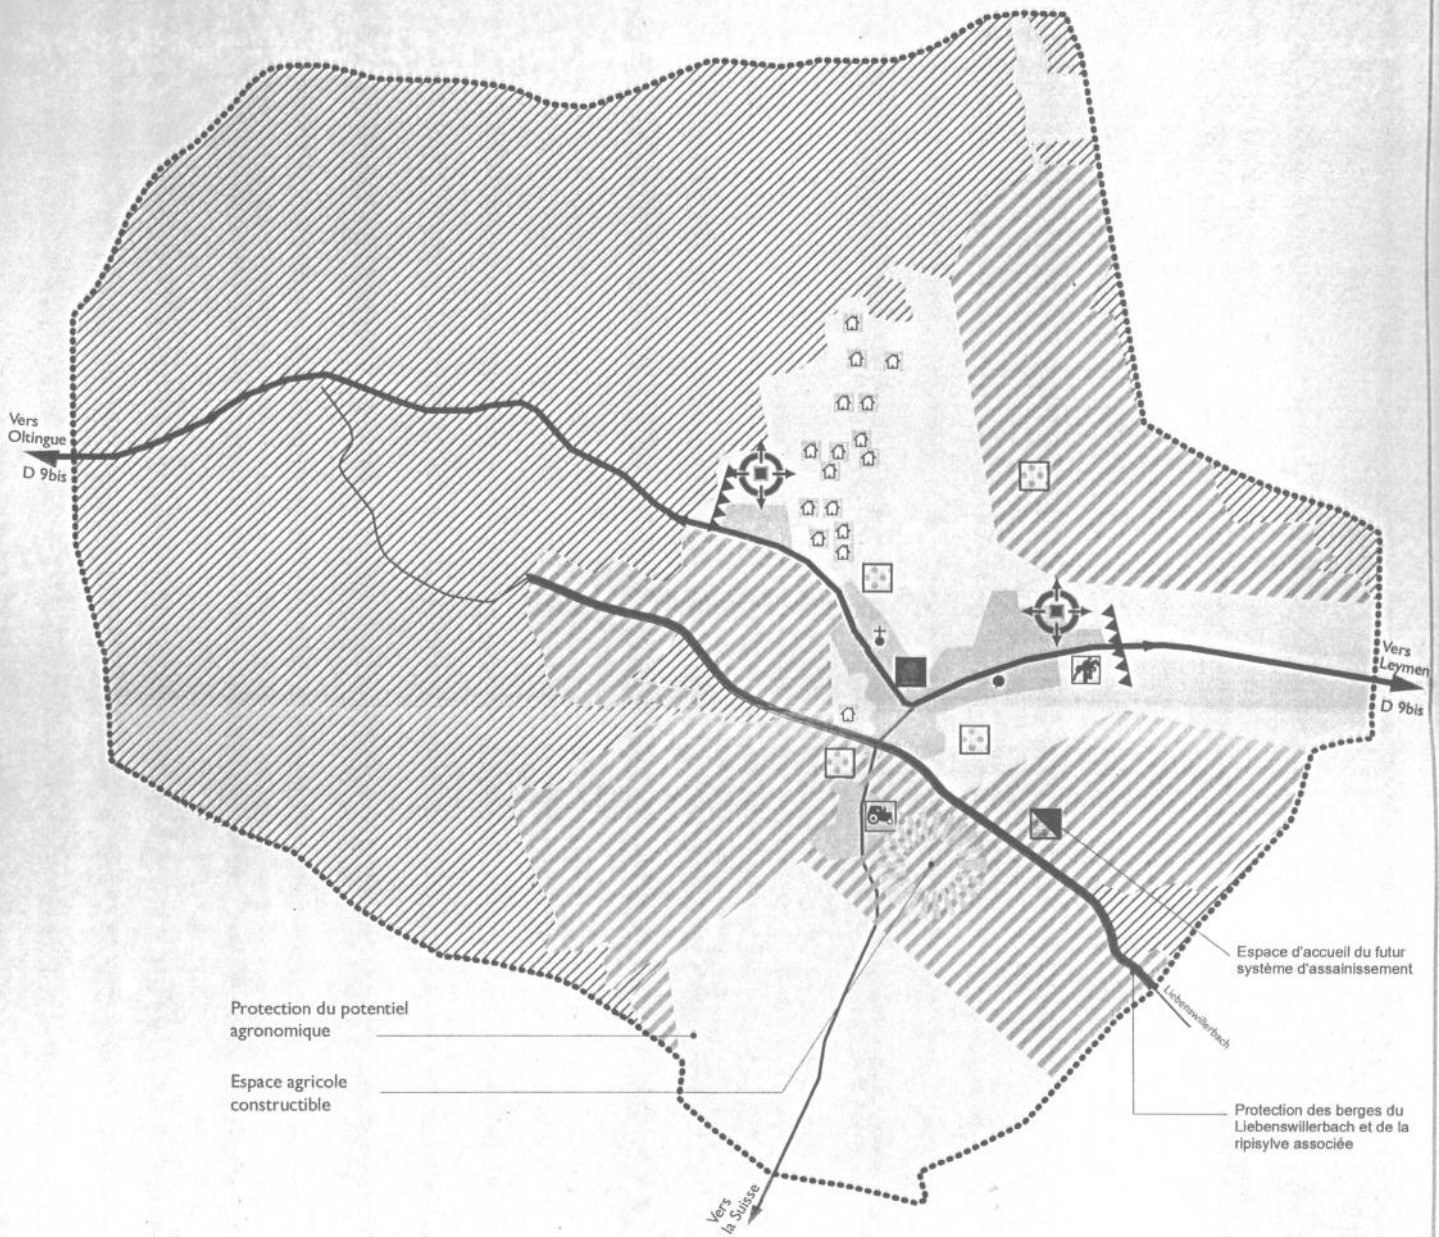 Vers
Oltingue
D 9bis
Vers
Leymen
D 9bis
Espace d'accueil du futur
système d'assainissement
Liebenswillerbach
Protection du potentiel
agronomique
Espace agricole
constructible
Protection des berges du
Liebenswillerbach et de la
ripisylve associée
Vers
la Suisse